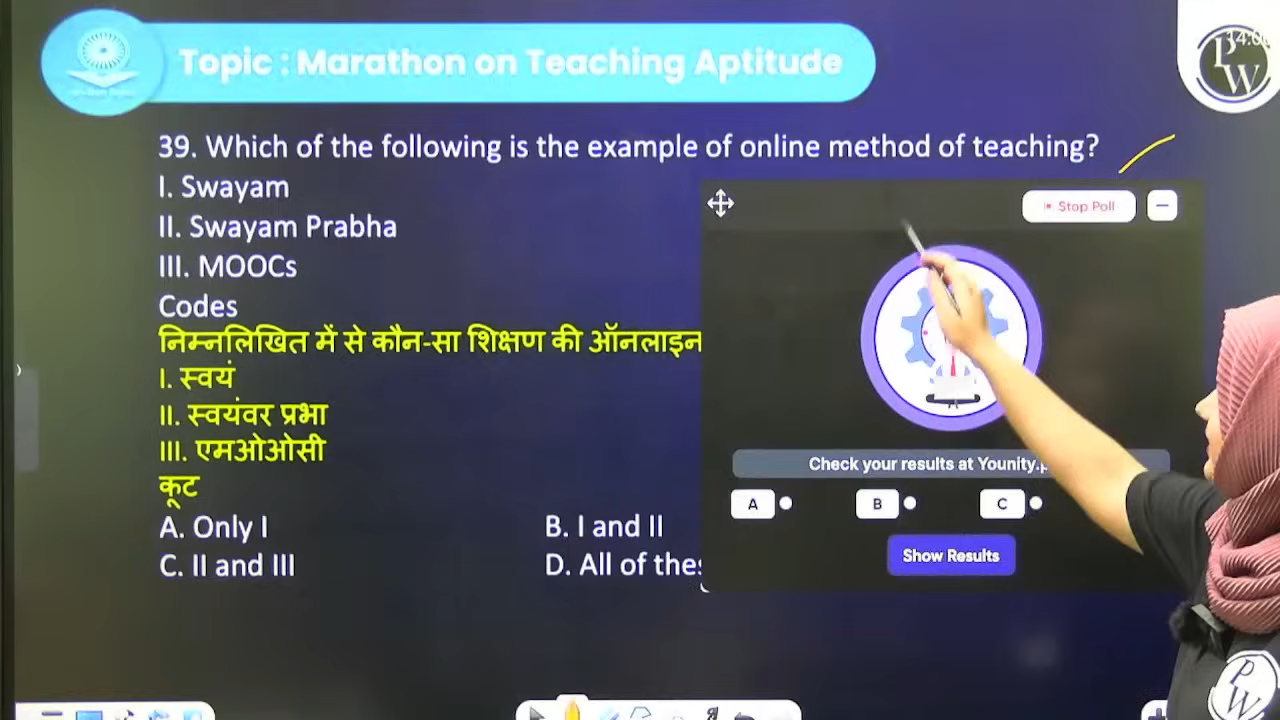 Topic : Marathon on Teaching Aptitude
PW
39. Which of the following is the example of online method of teaching?
I. Swayam
II. Swayam Prabha
III. MOOCs
Codes
निम्नलिखित में से कौन-सा शिक्षण की ऑनलाइन
I. स्वयं
II. स्वयंवर प्रभा
III. एमओओसी
कूट
A. Only I B. I and II
C. II and III D. All of thes
Stop Poll
Check your results at Younity.p
A B C
Show Results
PW